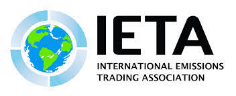 IETA
INTERNATIONAL EMISSIONS
TRADING ASSOCIATION